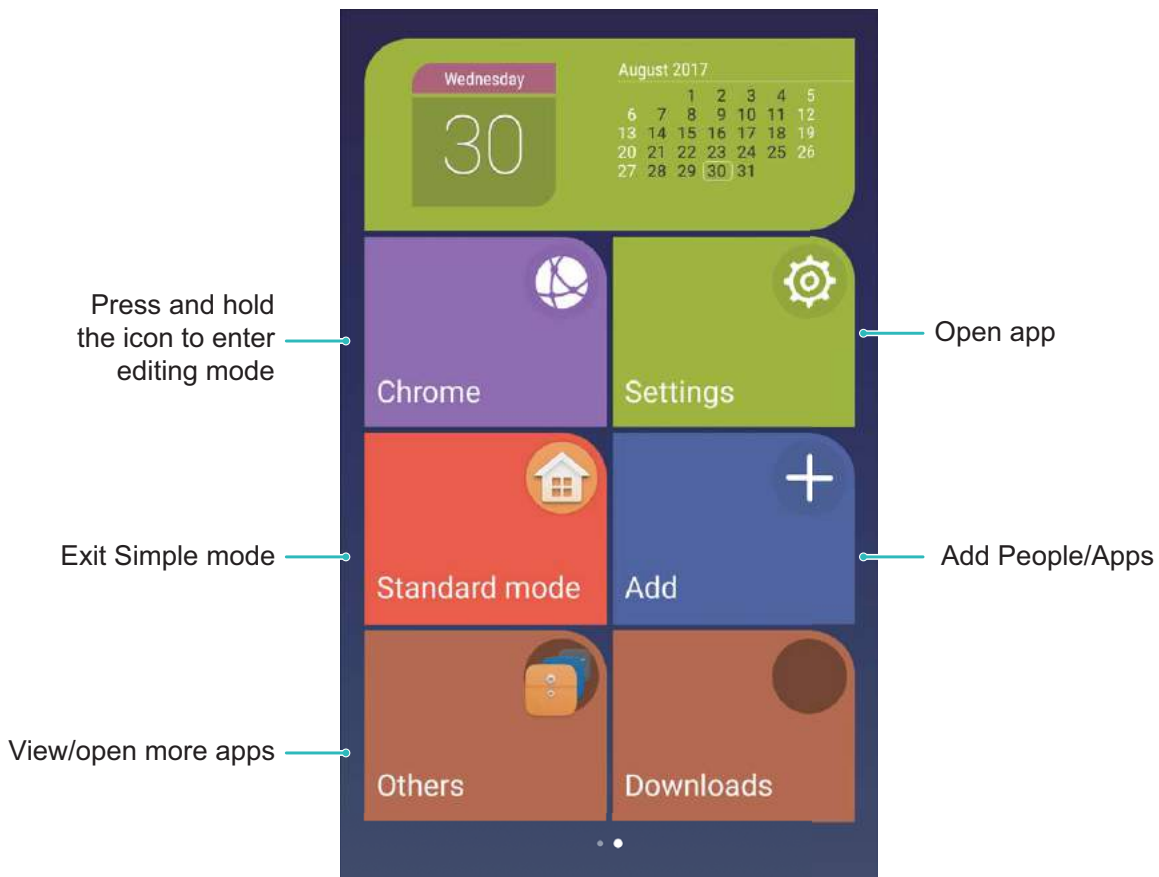 Wednesday
30
August 2017
1 2 3 4 5
6 7 8 9 10 11 12
13 14 15 16 17 18 19
20 21 22 23 24 25 26
27 28 29 30 31
Press and hold
the icon to enter
editing mode
Chrome
Settings
Open app
Exit Simple mode
Standard mode
Add
Add People/Apps
View/open more apps
Others
Downloads